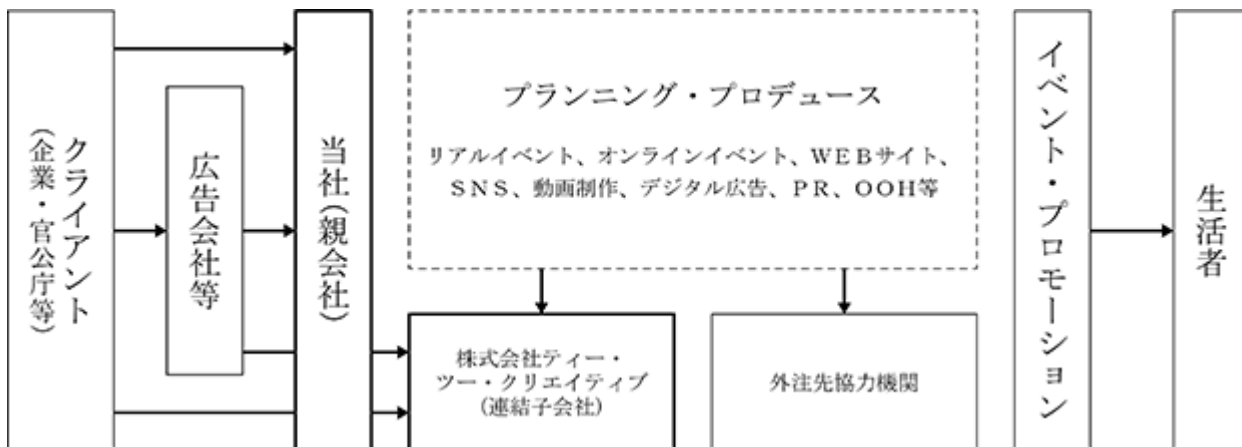 クライアント
（企業・官公庁等）
広告会社等
当社（親会社）
プランニング・プロデュース
リアルイベント、オンラインイベント、ＷＥＢサイト、
ＳＮＳ、動画制作、デジタル広告、ＰＲ、ＯＯＨ等
株式会社ティー・
ツー・クリエイティブ
（連結子会社）
外注先協力機関
イベント・プロモーション
生活者